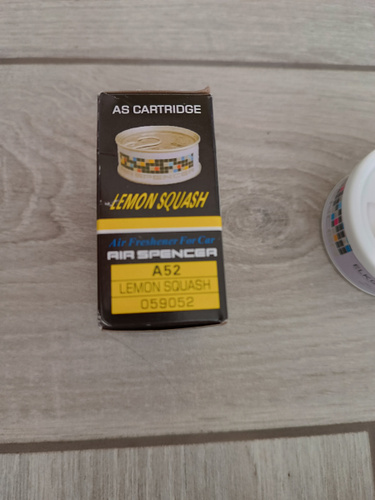 AS CARTRIDGE
LEMON SQUASH
Air Freshener For Car
AIR SPENCER
A52
LEMON SQUASH
059052